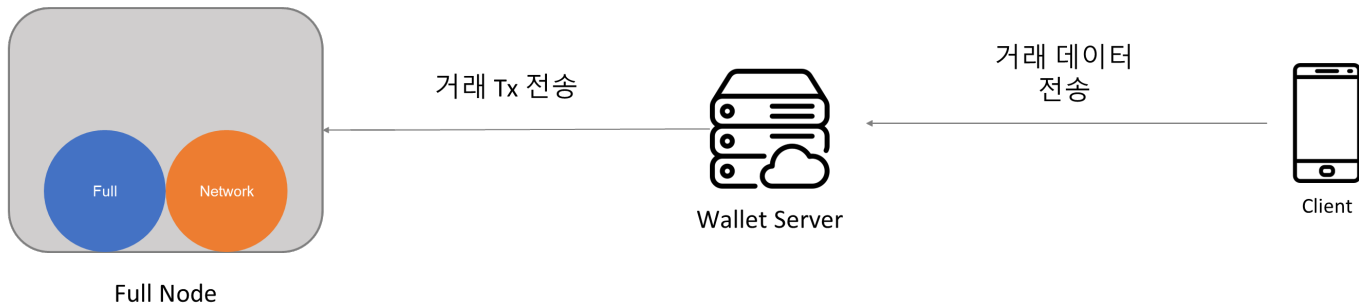 거래 Tx 전송
거래 데이터
전송
Full
Network
Wallet Server
Client
Full Node